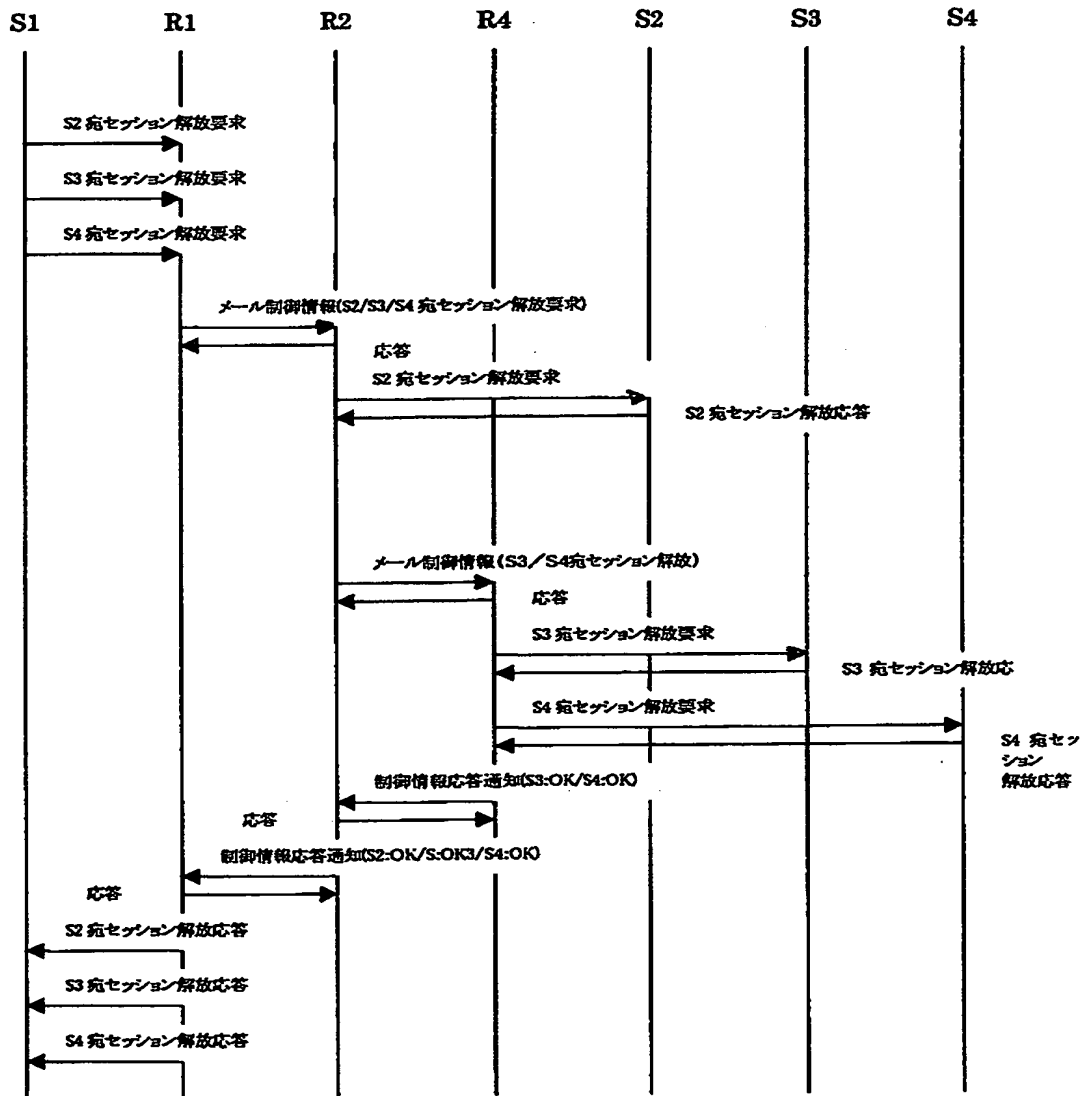 S1 R1 R2 R4 S2 S3 S4
S2 宛セッション解放要求
S3 宛セッション解放要求
S4 宛セッション解放要求
メール制御情報(S2/S3/S4 宛セッション解放要求)
応答
S2 宛セッション解放要求
S2 宛セッション解放応答
メール制御情報(S3/S4宛セッション解放)
応答
S3 宛セッション解放要求
S3 宛セッション解放応
S4 宛セッション解放要求
S4 宛セッ
ション
解放応答
制御情報応答通知(S3:OK/S4:OK)
応答
制御情報応答通知(S2:OK/S:OK3/S4:OK)
応答
S2 宛セッション解放応答
S3 宛セッション解放応答
S4 宛セッション解放応答